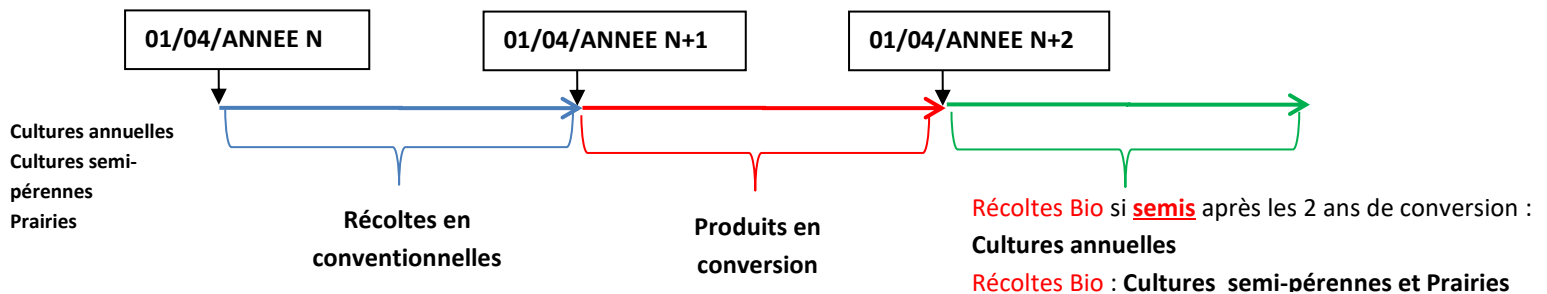 01/04/ANNEE N
01/04/ANNEE N+1
01/04/ANNEE N+2
Cultures annuelles
Cultures semi-
pérennes
Prairies
Récoltes en
conventionnelles
Produits en
conversion
Récoltes Bio si semis après les 2 ans de conversion :
Cultures annuelles
Récoltes Bio : Cultures semi-pérennes et Prairies